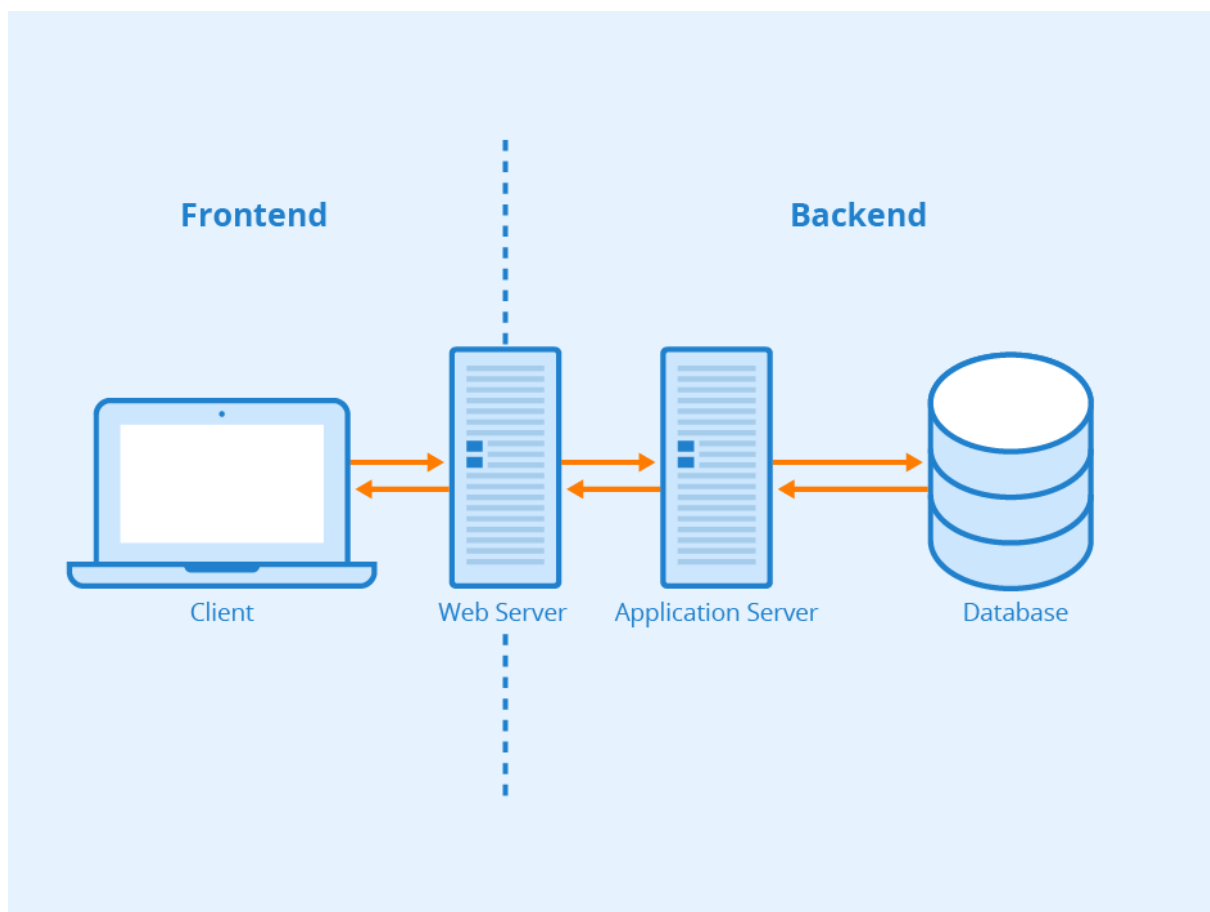 Frontend
Backend
Client
Web Server
Application Server
Database